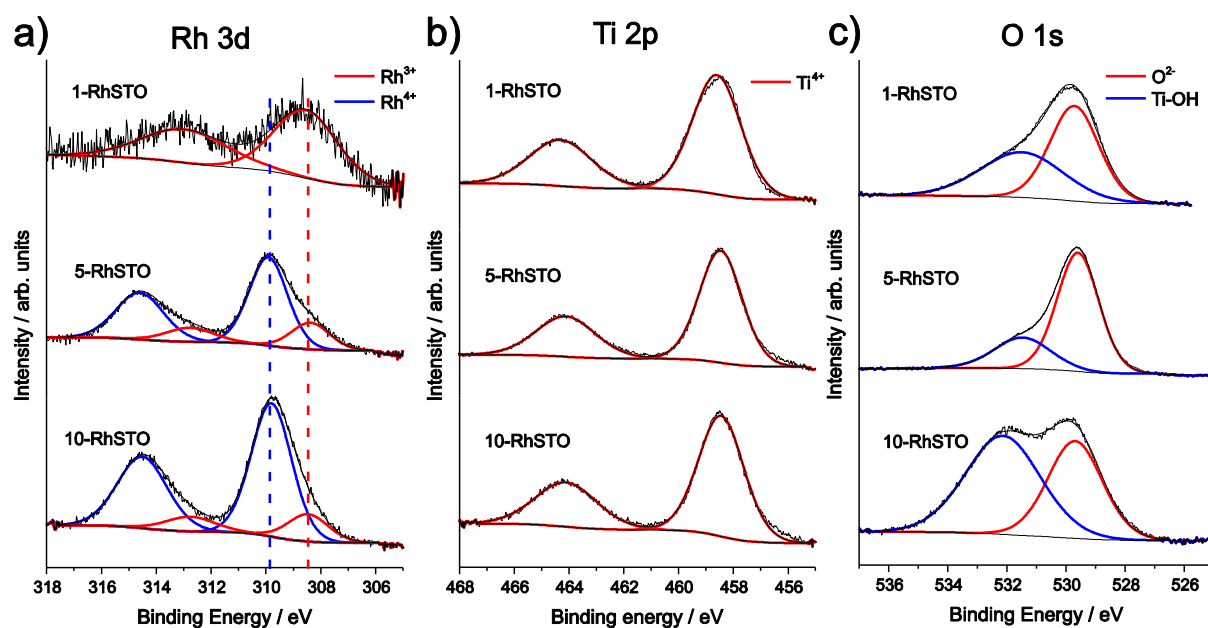 a)
Rh 3d
1-RhSTO
Rh3+
Rh4+
5-RhSTO
10-RhSTO
Intensity / arb. units
318 316 314 312 310 308 306
Binding Energy / eV
b)
Ti 2p
1-RhSTO
Ti4+
5-RhSTO
10-RhSTO
Intensity / arb. units
468 466 464 462 460 458 456
Binding energy / eV
c)
O 1s
1-RhSTO
O2-
Ti-OH
5-RhSTO
10-RhSTO
Intensity / arb. units
536 534 532 530 528 526
Binding Energy / eV